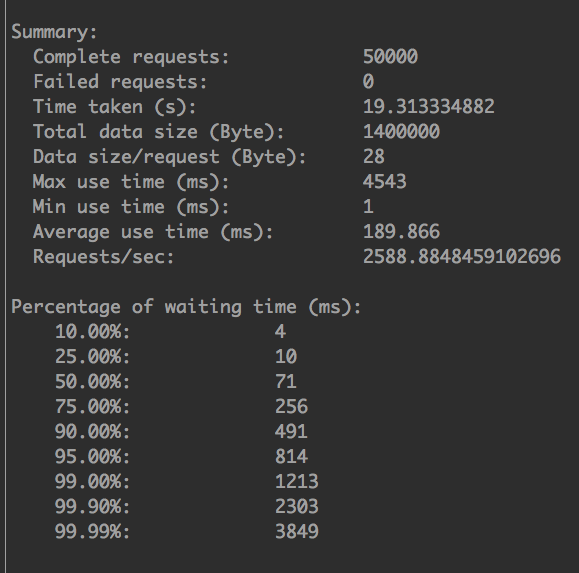 Summary:
Complete requests: 50000
Failed requests: 0
Time taken (s): 19.313334882
Total data size (Byte): 1400000
Data size/request (Byte): 28
Max use time (ms): 4543
Min use time (ms): 1
Average use time (ms): 189.866
Requests/sec: 2588.8848459102696
Percentage of waiting time (ms):
10.00%: 4
25.00%: 10
50.00%: 71
75.00%: 256
90.00%: 491
95.00%: 814
99.00%: 1213
99.90%: 2303
99.99%: 3849